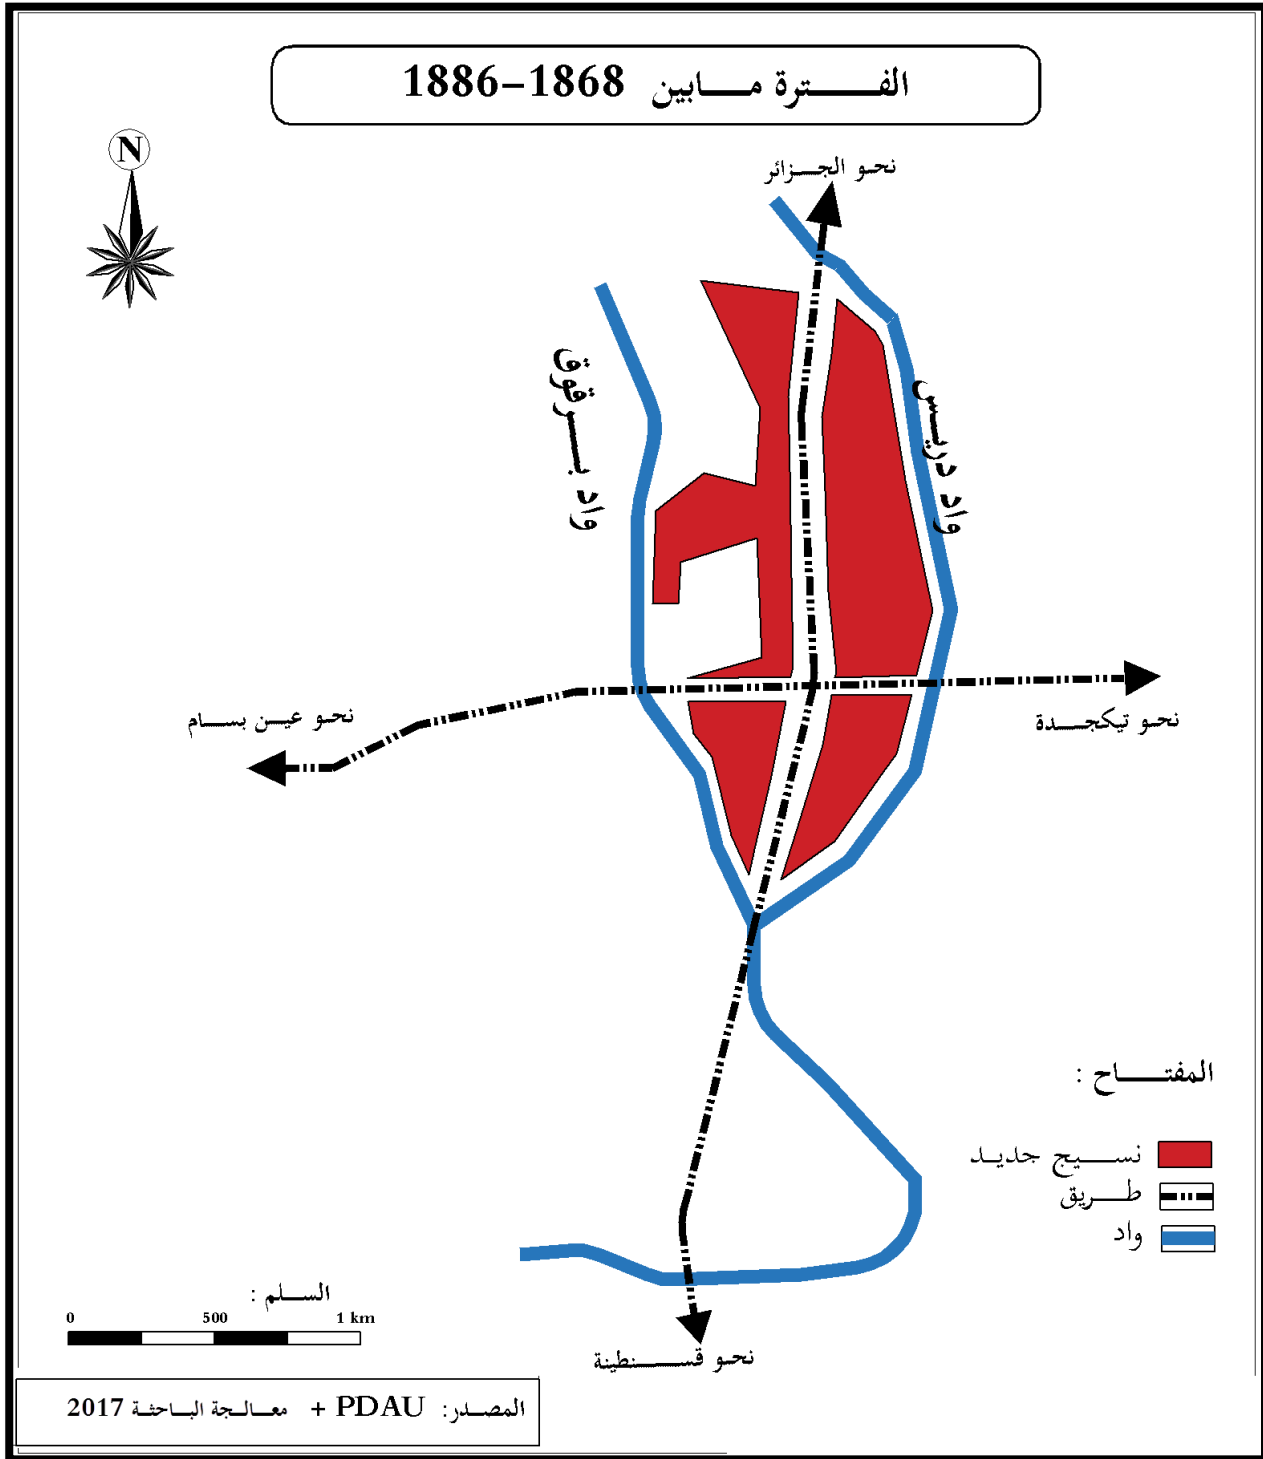 الفترة مابين 1868-1886
N
نحو الجزائر
واد برقوق
واد دريس
نحو عين بسام
نحو تيكجدة
المفتاح :
نسيج جديد
طريق
واد
السلم :
0 500 1 km
نحو قسنطينة
المصدر: PDAU + معالجة الباحثة 2017